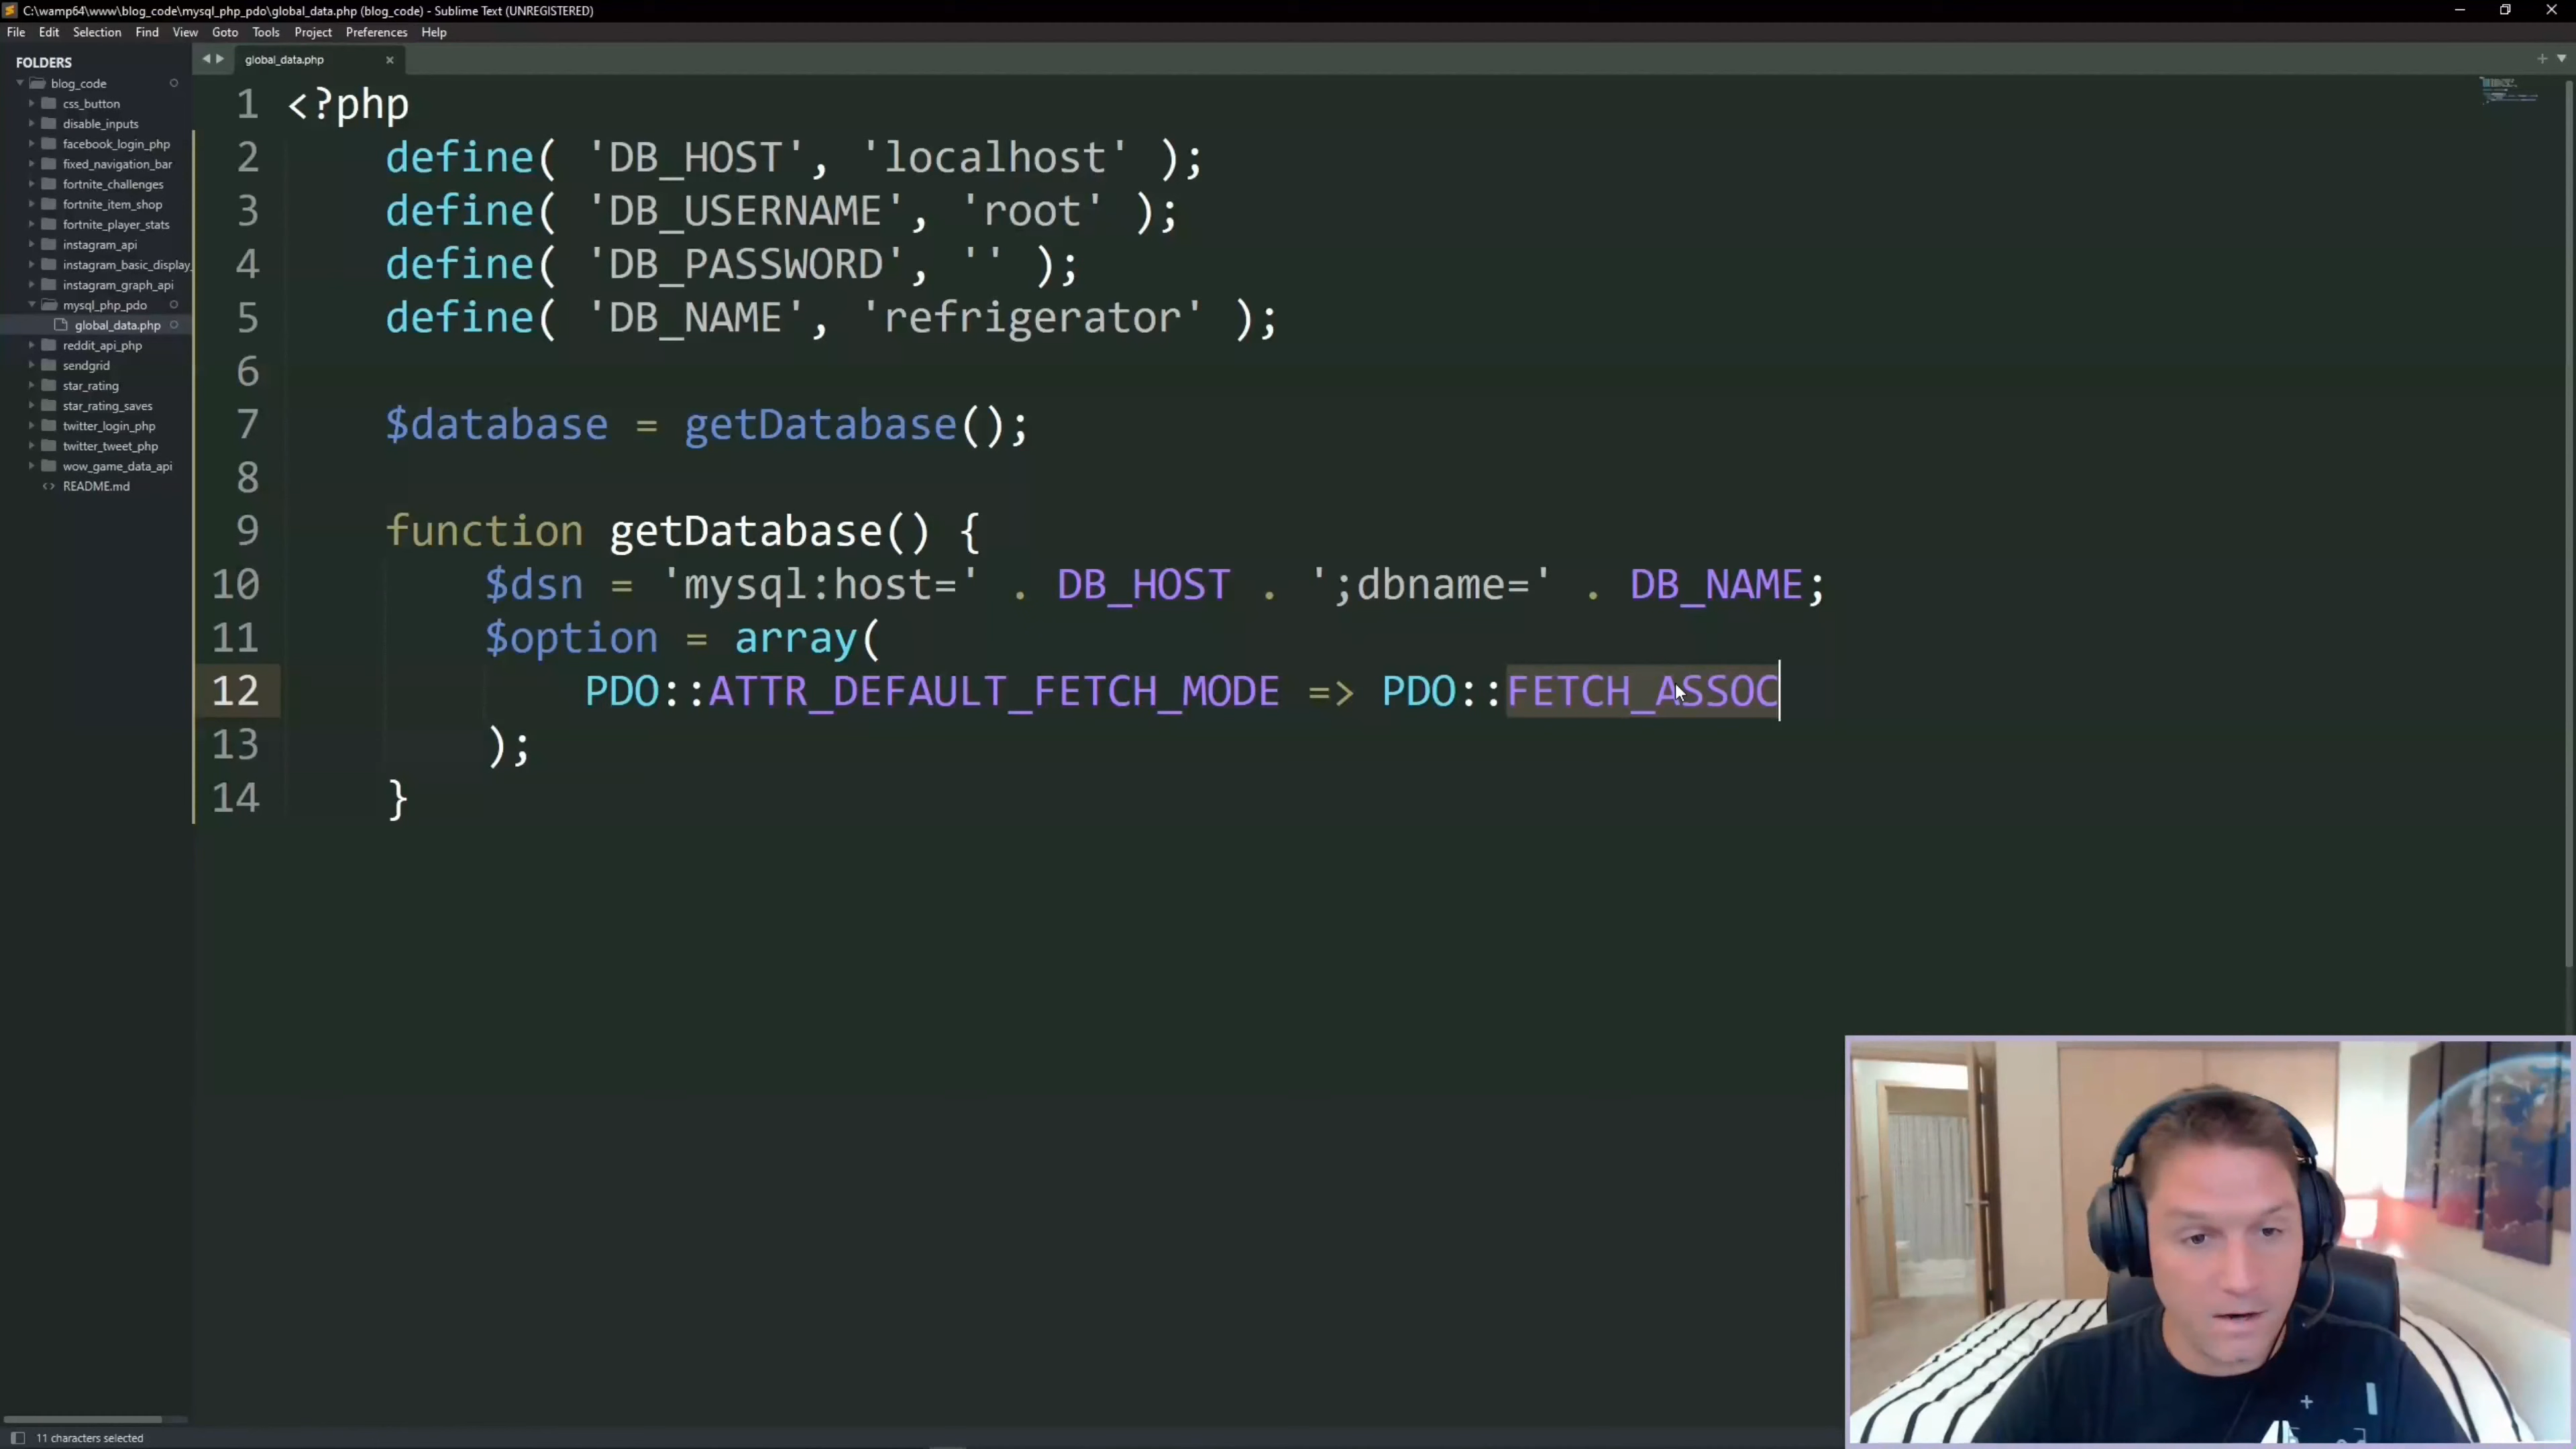 C:\wamp64\www\blog_code\mysql_php_pdo\global_data.php (blog_code) - Sublime Text (UNREGISTERED)
File Edit Selection Find View Goto Tools Project Preferences Help
FOLDERS
blog_code
css_button
disable_inputs
facebook_login_php
fixed_navigation_bar
fortnite_challenges
fortnite_item_shop
fortnite_player_stats
instagram_api
instagram_basic_display_
instagram_graph_api
mysql_php_pdo
global_data.php
reddit_api_php
sendgrid
star_rating
star_rating_saves
twitter_login_php
twitter_tweet_php
wow_game_data_api
README.md
global_data.php
1 <?php
2 define( 'DB_HOST', 'localhost' );
3 define( 'DB_USERNAME', 'root' );
4 define( 'DB_PASSWORD', '' );
5 define( 'DB_NAME', 'refrigerator' );
6
7 $database = getDatabase();
8
9 function getDatabase() {
10 $dsn = 'mysql:host=' . DB_HOST . ';dbname=' . DB_NAME;
11 $option = array(
12 PDO::ATTR_DEFAULT_FETCH_MODE => PDO::FETCH_ASSOC
13 );
14 }
11 characters selected